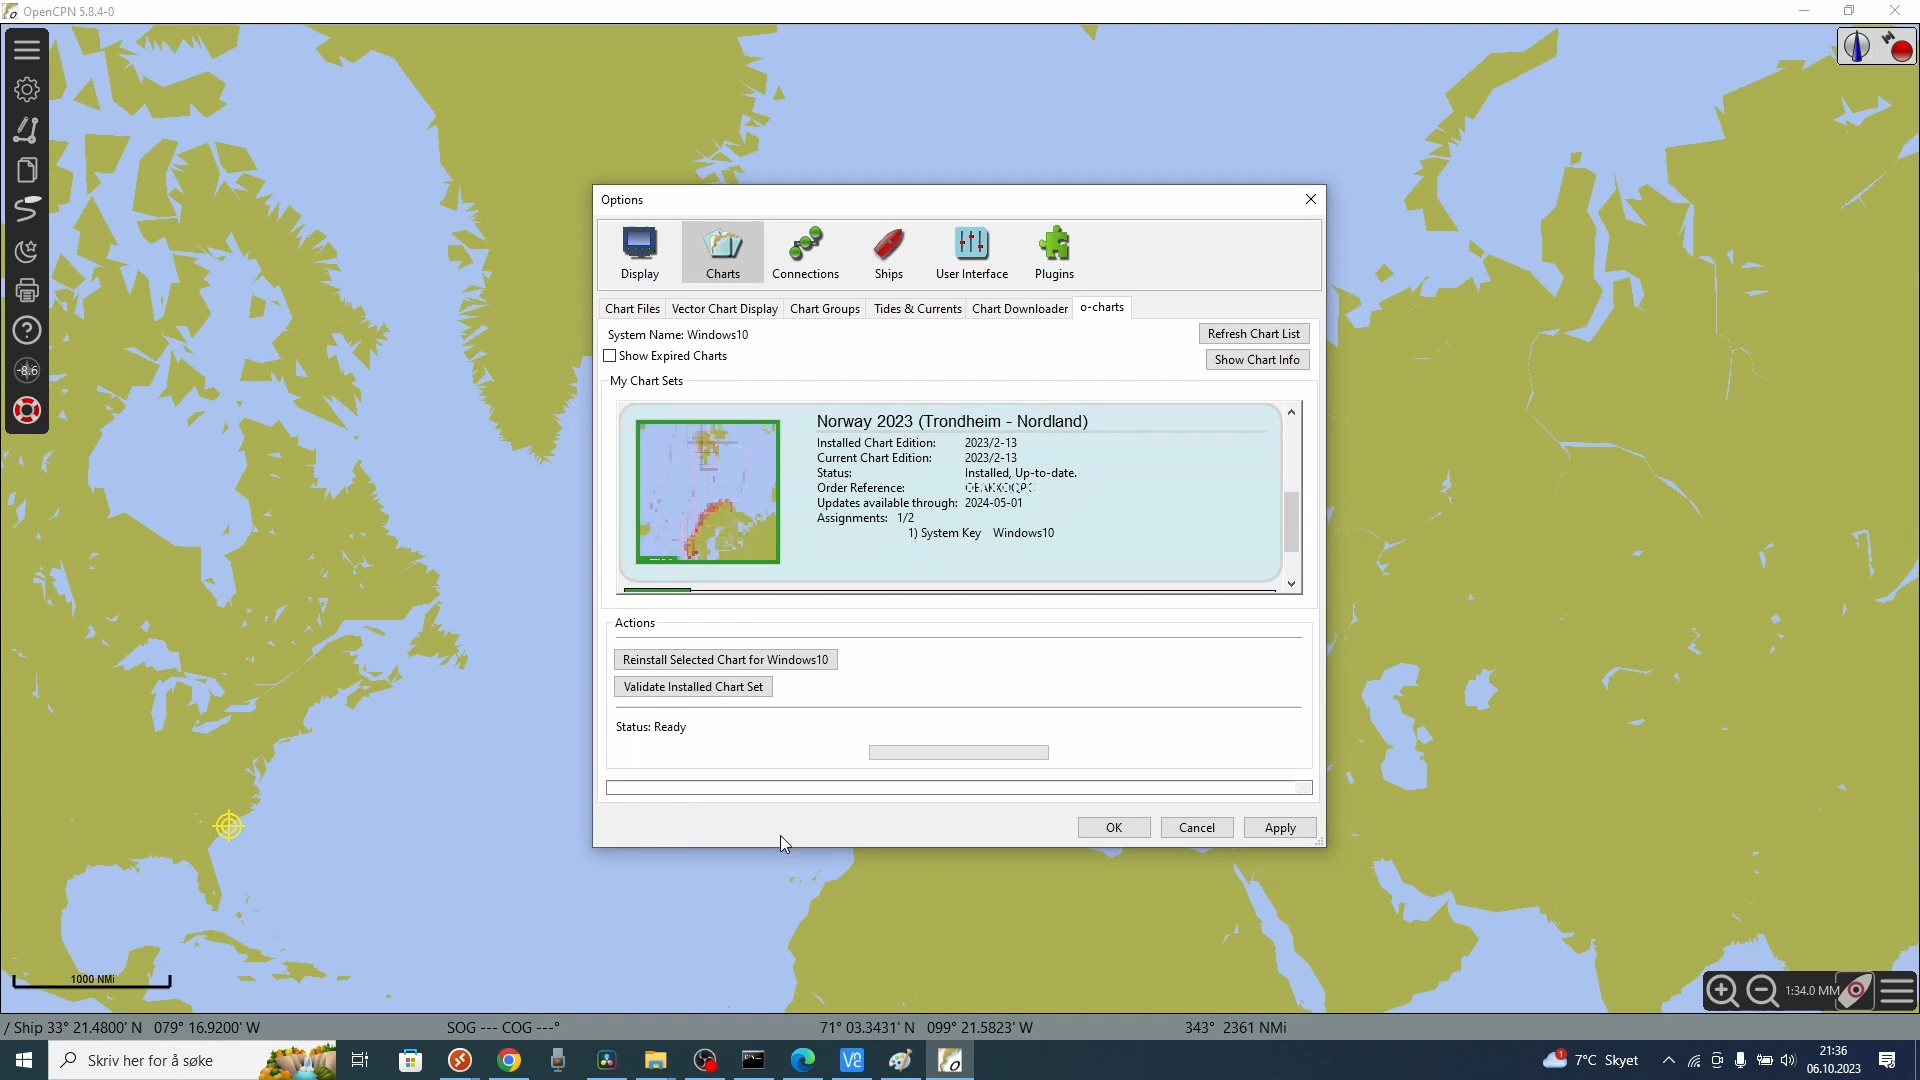 OpenCPN 5.8.4-0
Options
Display
Charts
Connections
Ships
User Interface
Plugins
Chart Files
Vector Chart Display
Chart Groups
Tides & Currents
Chart Downloader
o-charts
System Name: Windows10
Refresh Chart List
Show Expired Charts
Show Chart Info
My Chart Sets
Norway 2023 (Trondheim - Nordland)
Installed Chart Edition: 2023/2-13
Current Chart Edition: 2023/2-13
Status: Installed, Up-to-date.
Order Reference:
Updates available through: 2024-05-01
Assignments: 1/2
1) System Key Windows10
Actions
Reinstall Selected Chart for Windows10
Validate Installed Chart Set
Status: Ready
OK
Cancel
Apply
-8.6
1000 NMi
1:34.0 MM
/ Ship 33° 21.4800' N 079° 16.9200' W
SOG --- COG ---°
71° 03.3431' N 099° 21.5823' W
343° 2361 NMi
Skriv her for å søke
1
7°C Skyet
21:36
06.10.2023